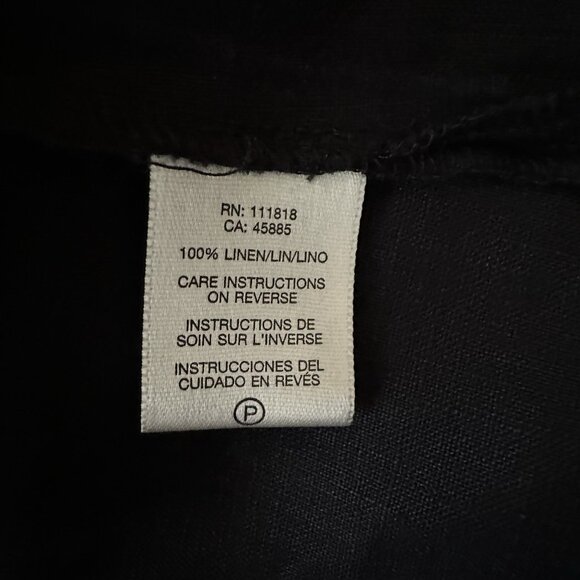 RN: 111818
CA: 45885
100% LINEN/LIN/LINO
CARE INSTRUCTIONS
ON REVERSE
INSTRUCTIONS DE
SOIN SUR L'INVERSE
INSTRUCCIONES DEL
CUIDADO EN REVÉS
P